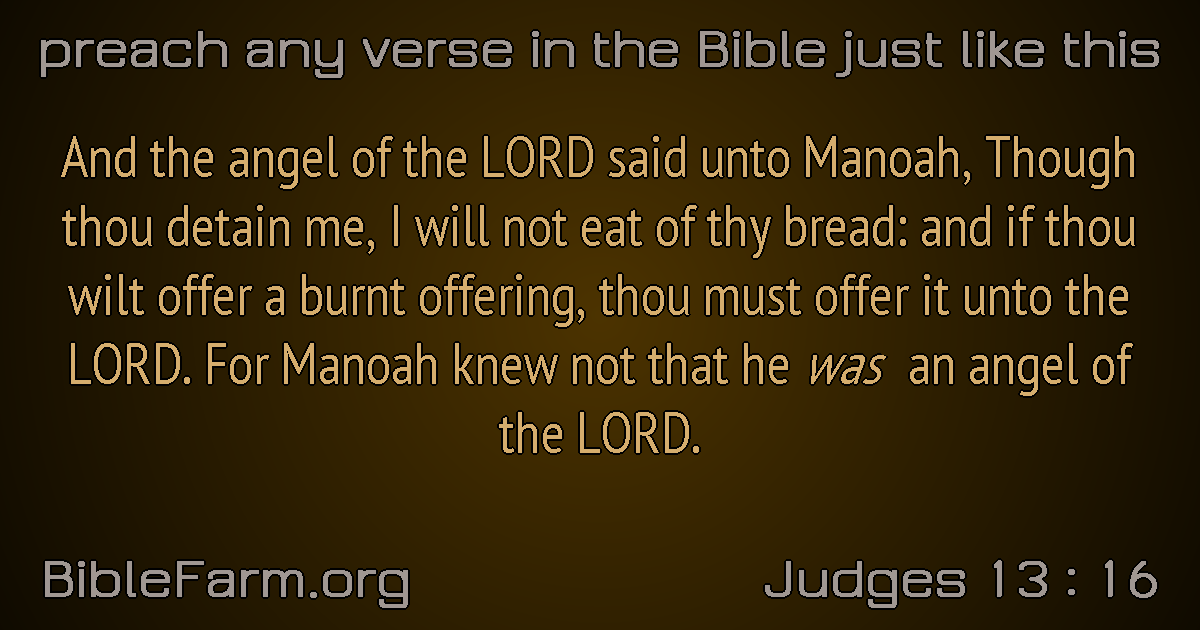 preach any verse in the Bible just like this
And the angel of the LORD said unto Manoah, Though
thou detain me, I will not eat of thy bread: and if thou
wilt offer a burnt offering, thou must offer it unto the
LORD. For Manoah knew not that he was an angel of
the LORD.
BibleFarm.org
Judges 13 : 16